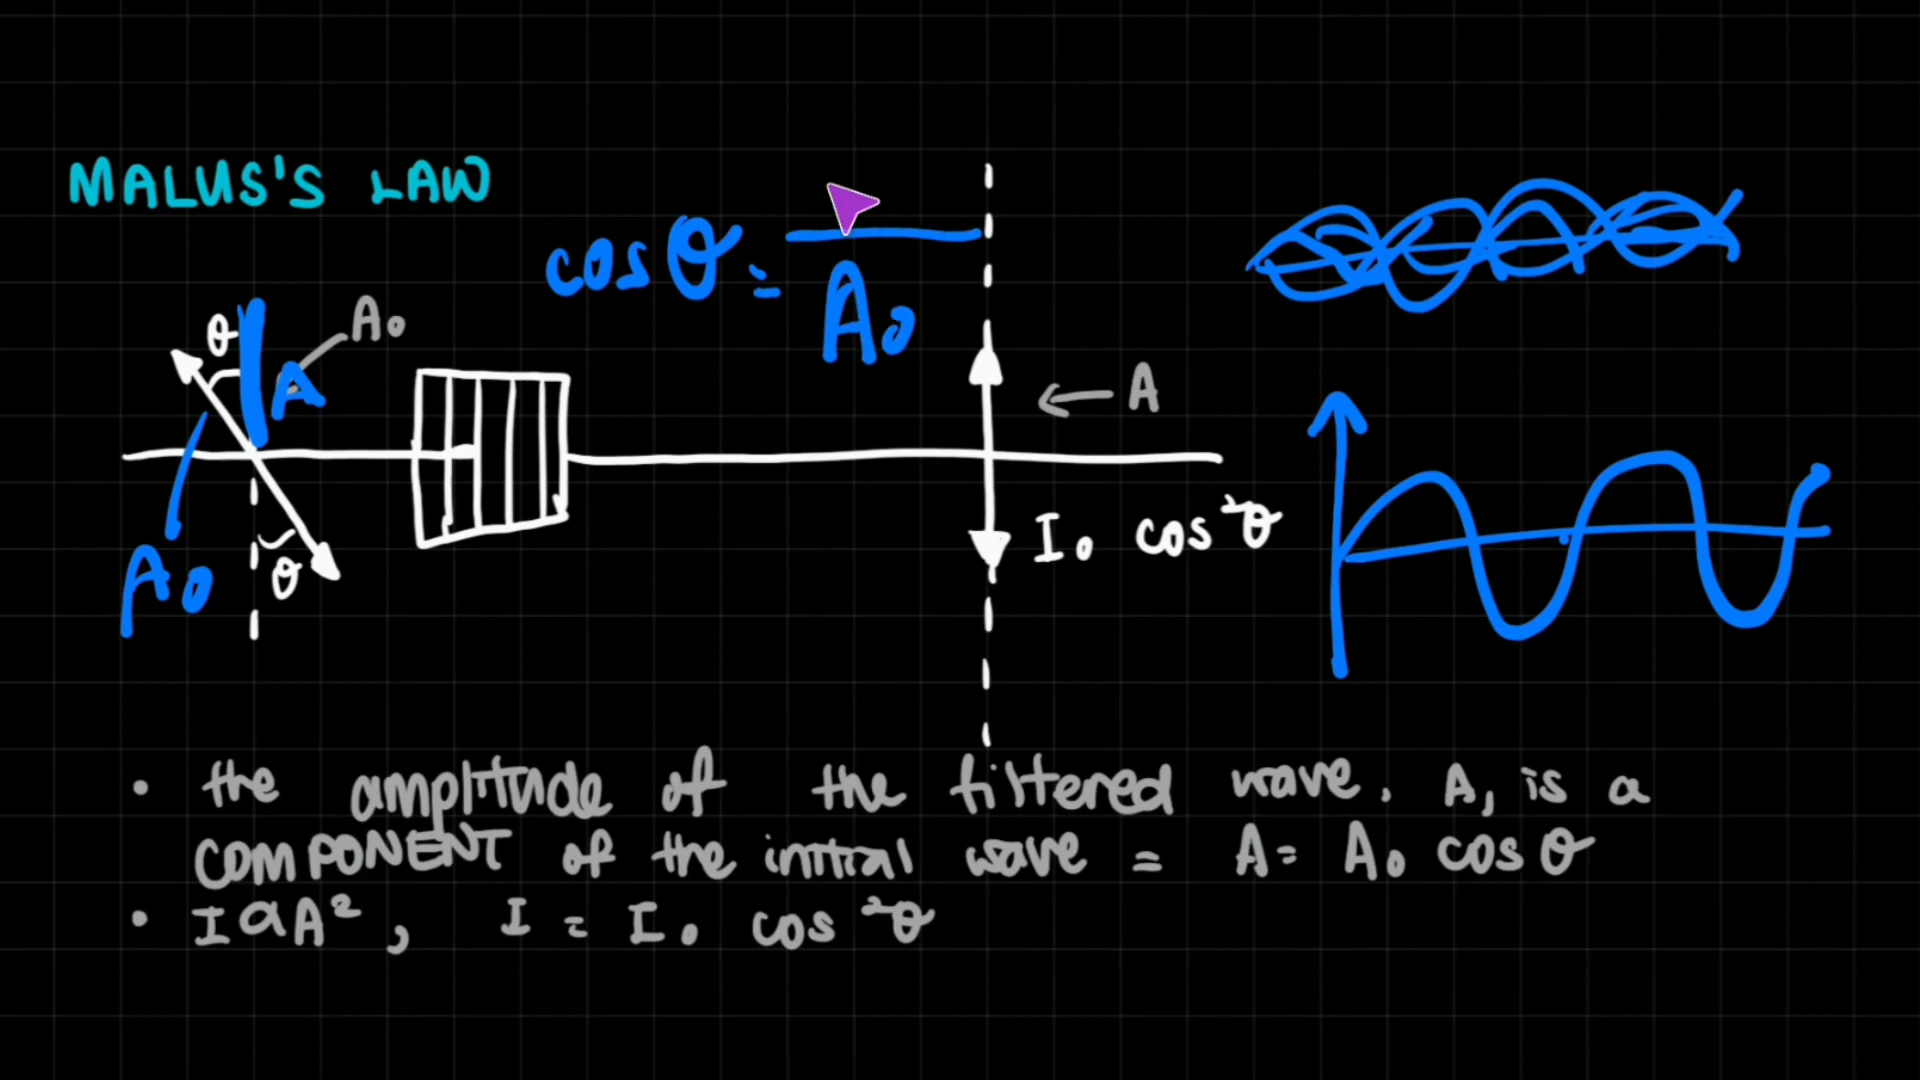 MALUS'S LAW
cos θ =
A₀
θ
A₀
A
A
A₀
θ
I₀ cos²θ
• the amplitude of the filtered wave, A, is a
COMPONENT of the initial wave = A = A₀ cos θ
• I α A², I = I₀ cos²θ